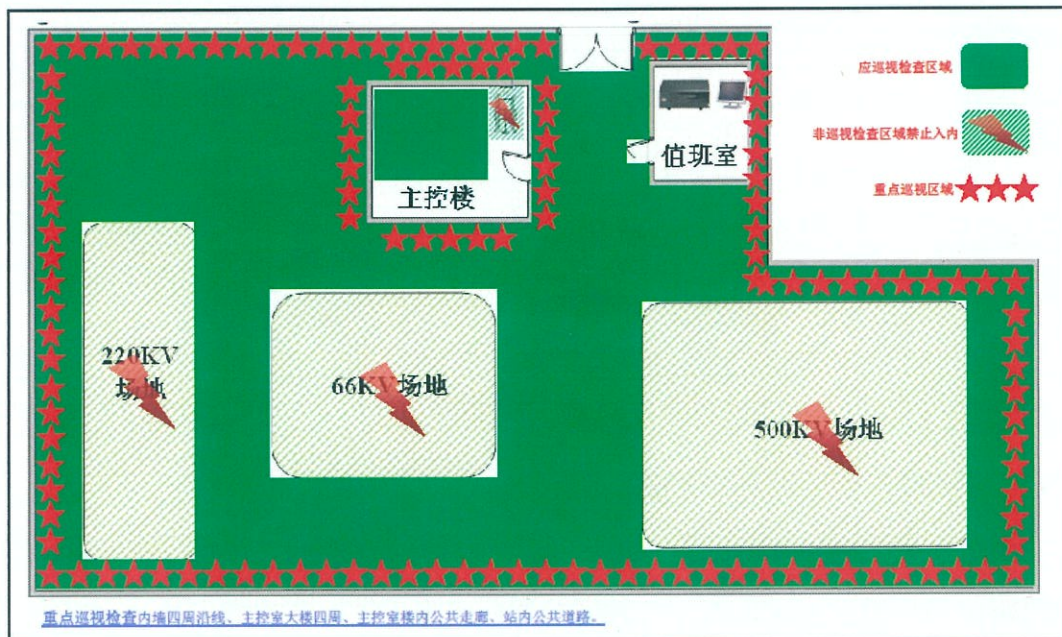 应巡视检查区域
非巡视检查区域禁止入内
重点巡视区域
值班室
主控楼
220KV
场地
66KV场地
500KV场地
重点巡视检查内墙四周沿线、主控室大楼四周、主控室楼内公共走廊、站内公共道路。